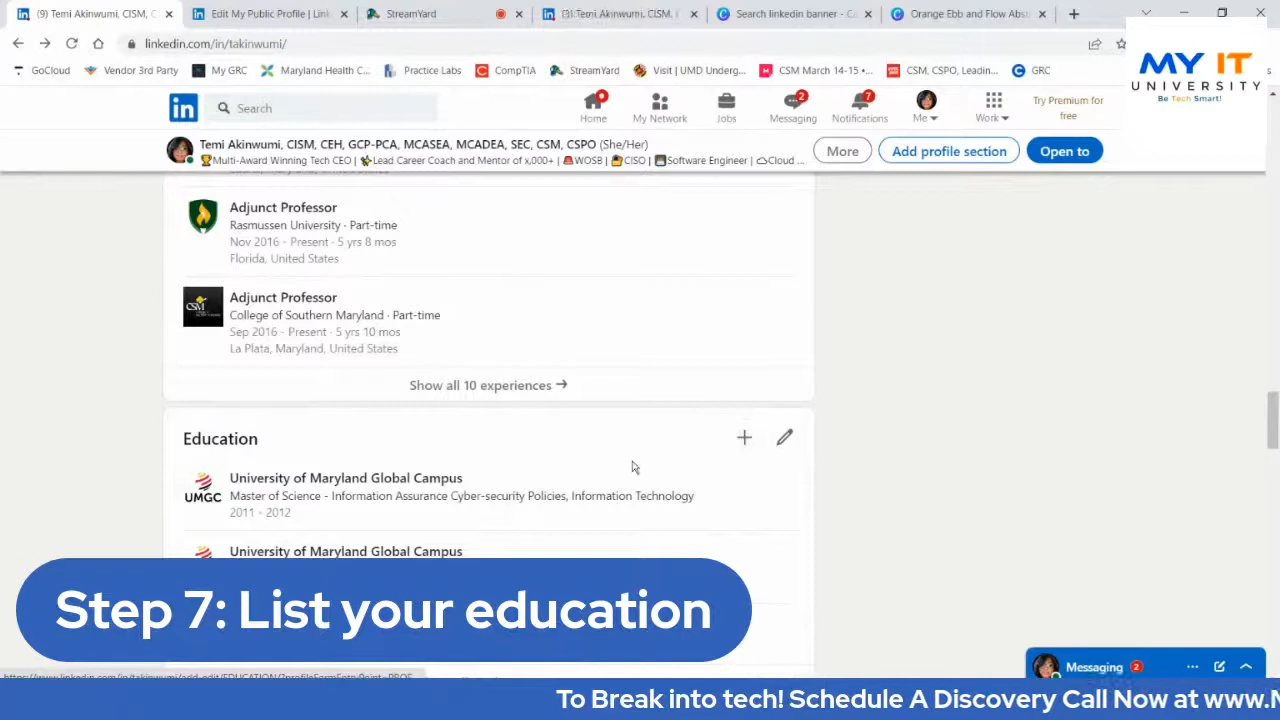 (9) Temi Akinwumi, CISM, C
Edit My Public Profile | Link
StreamYard
(3) Temi Akinwumi, CISM,
Search linkedin banner - Ca
Orange Ebb and Flow Abs
linkedin.com/in/takinwumi/
GoCloud
Vendor 3rd Party
My GRC
Maryland Health C...
Practice Labs
CompTIA
StreamYard
Visit | UMD Underg...
CSM March 14-15 •...
CSM, CSPO, Leadin...
GRC
MY IT
UNIVERSITY
Be Tech Smart!
in
Search
Home
My Network
Jobs
2
Messaging
7
Notifications
Me
Work
Try Premium for
free
Temi Akinwumi, CISM, CEH, GCP-PCA, MCASEA, MCADEA, SEC, CSM, CSPO (She/Her)
Multi-Award Winning Tech CEO | Lead Career Coach and Mentor of x,000+ | WOSB | CISO | Software Engineer | Cloud...
More
Add profile section
Open to
Adjunct Professor
Rasmussen University · Part-time
Nov 2016 - Present · 5 yrs 8 mos
Florida, United States
CSM
Adjunct Professor
College of Southern Maryland · Part-time
Sep 2016 - Present · 5 yrs 10 mos
La Plata, Maryland, United States
Show all 10 experiences →
Education
UMGC
University of Maryland Global Campus
Master of Science - Information Assurance Cyber-security Policies, Information Technology
2011 - 2012
University of Maryland Global Campus
Step 7: List your education
Messaging 2
To Break into tech! Schedule A Discovery Call Now at www.M